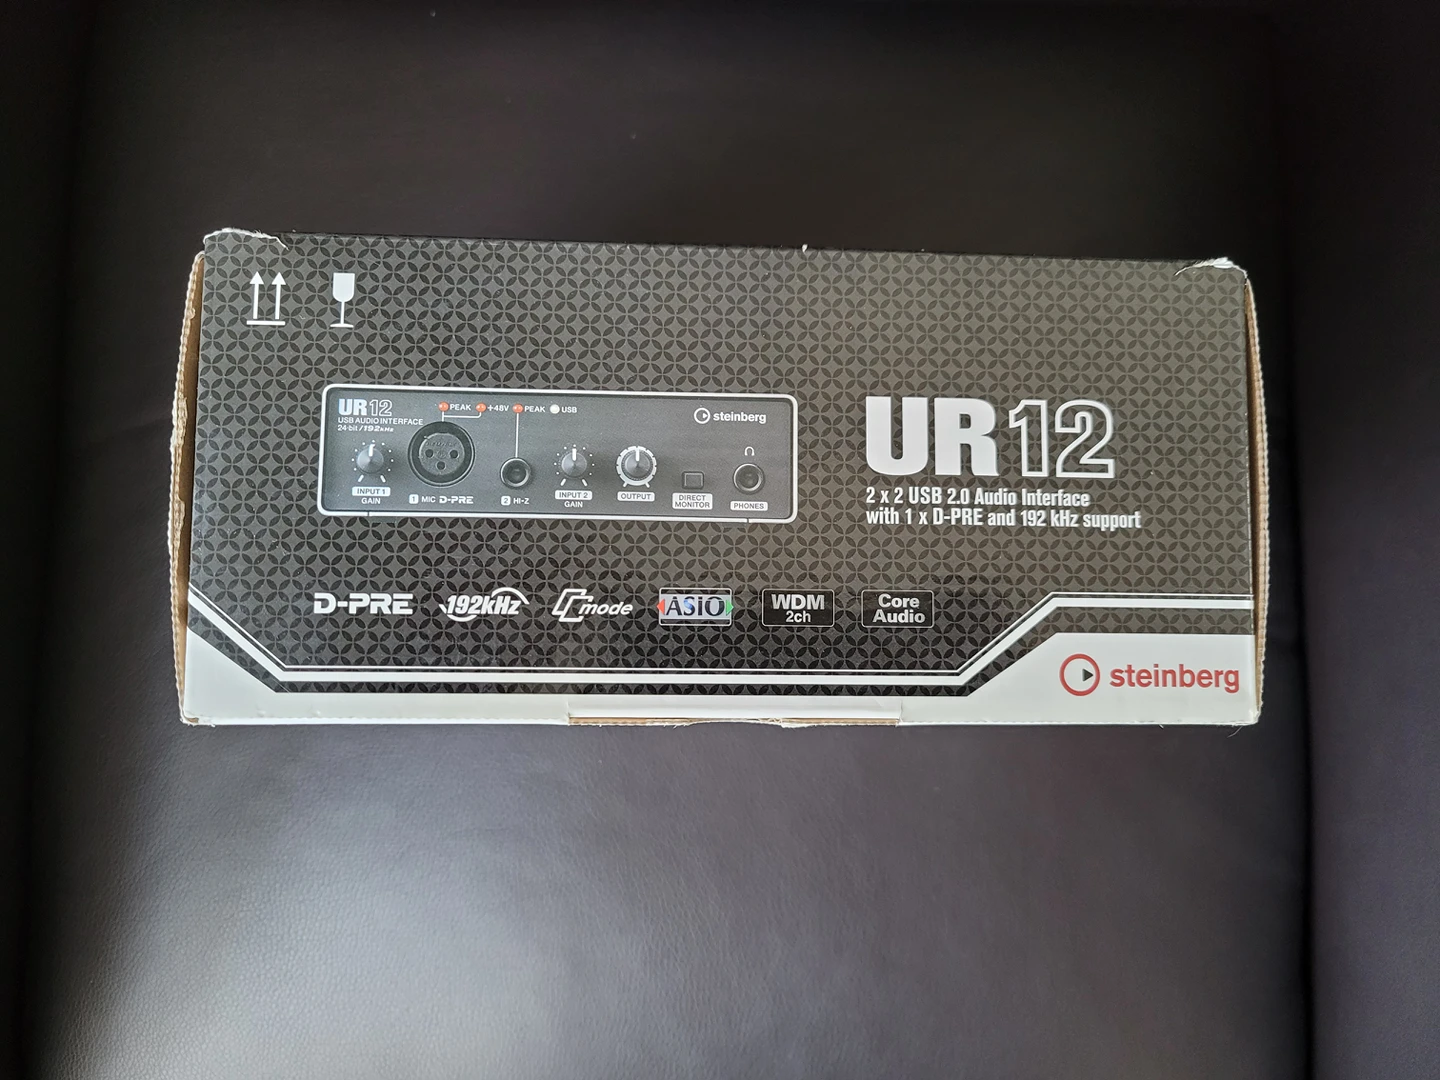 UR12
USB AUDIO INTERFACE
24-bit/192kHz
PEAK +48V PEAK USB
steinberg
INPUT 1
GAIN
1 MIC D-PRE
2 HI-Z
INPUT 2
GAIN
OUTPUT
DIRECT
MONITOR
PHONES
UR12
2 x 2 USB 2.0 Audio Interface
with 1 x D-PRE and 192 kHz support
D-PRE
192kHz
mode
ASIO
WDM
2ch
Core
Audio
steinberg